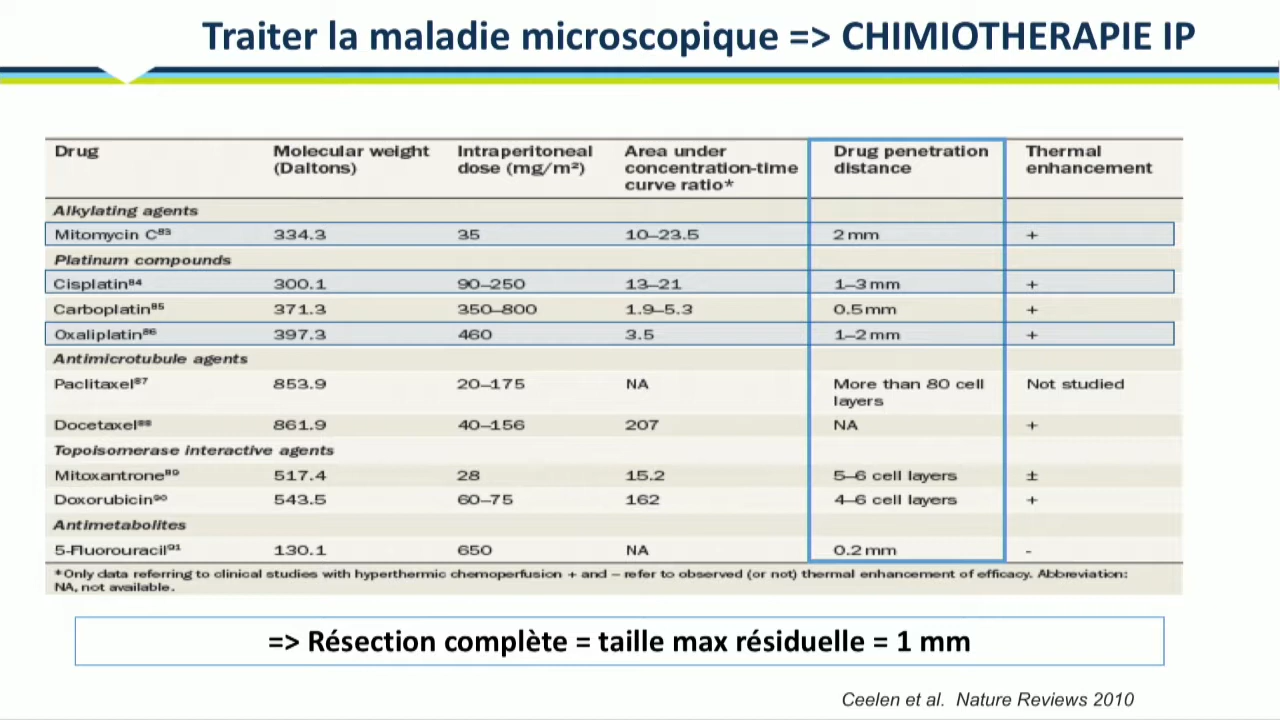 Traiter la maladie microscopique => CHIMIOTHERAPIE IP
Drug Molecular weight (Daltons) Intraperitoneal dose (mg/m²) Area under concentration-time curve ratio* Drug penetration distance Thermal enhancement
Alkylating agents
Mitomycin C⁸³ 334.3 35 10–23.5 2 mm +
Platinum compounds
Cisplatin⁸⁴ 300.1 90–250 13–21 1–3 mm +
Carboplatin⁸⁵ 371.3 350–800 1.9–5.3 0.5 mm +
Oxaliplatin⁸⁶ 397.3 460 3.5 1–2 mm +
Antimicrotubule agents
Paclitaxel⁸⁷ 853.9 20–175 NA More than 80 cell layers Not studied
Docetaxel⁸⁸ 861.9 40–156 207 NA +
Topoisomerase interactive agents
Mitoxantrone⁸⁹ 517.4 28 15.2 5–6 cell layers ±
Doxorubicin⁹⁰ 543.5 60–75 162 4–6 cell layers +
Antimetabolites
5-Fluorouracil⁹¹ 130.1 650 NA 0.2 mm -
*Only data referring to clinical studies with hyperthermic chemoperfusion + and – refer to observed (or not) thermal enhancement of efficacy. Abbreviation:
NA, not available.
=> Résection complète = taille max résiduelle = 1 mm
Ceelen et al. Nature Reviews 2010